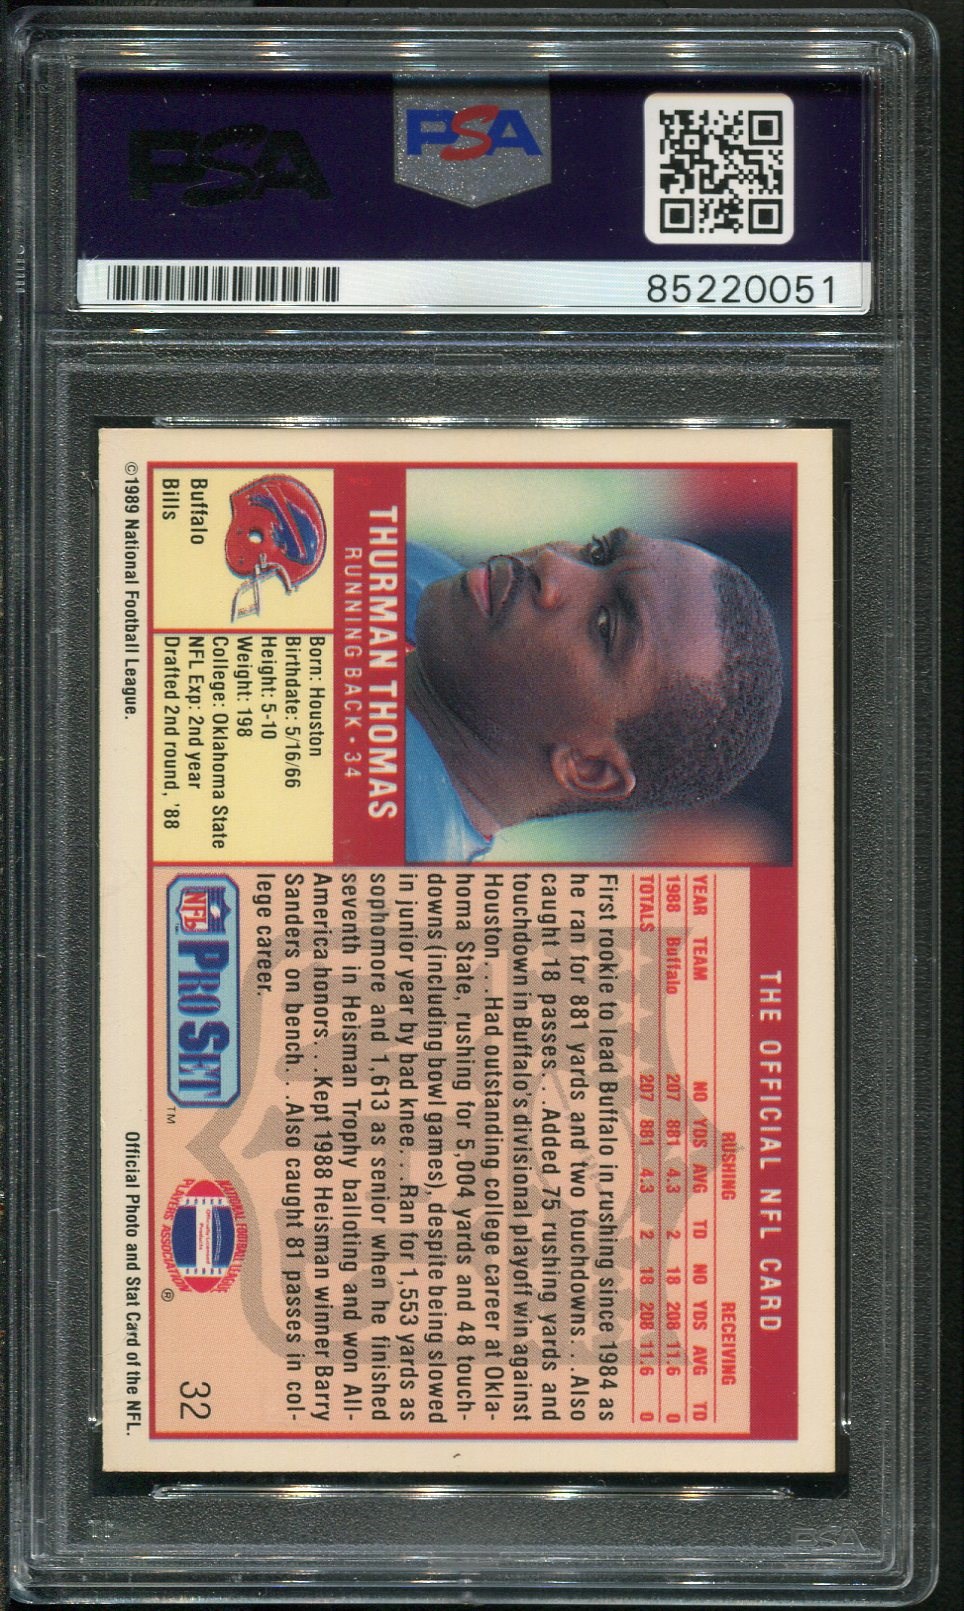 PSA
PSA
85220051
THE OFFICIAL NFL CARD
THURMAN THOMAS
RUNNING BACK • 34
Buffalo
Bills
Born: Houston
Birthdate: 5/16/66
Height: 5-10
Weight: 198
College: Oklahoma State
NFL Exp: 2nd year
Drafted 2nd round, '88
RUSHING RECEIVING
YEAR TEAM NO YDS AVG TD NO YDS AVG TD
1988 Buffalo 207 881 4.3 2 18 208 11.6 0
TOTALS 207 881 4.3 2 18 208 11.6 0
First rookie to lead Buffalo in rushing since 1984 as
he ran for 881 yards and two touchdowns. . . Also
caught 18 passes. . .Added 75 rushing yards and
touchdown in Buffalo's divisional playoff win against
Houston. . .Had outstanding college career at Okla-
homa State, rushing for 5,004 yards and 48 touch-
downs (including bowl games) despite being slowed
in junior year by bad knee. . .Ran for 1,553 yards as
sophomore and 1,613 as senior when he finished
seventh in Heisman Trophy balloting and won All-
America honors. . .Kept 1988 Heisman winner Barry
Sanders on bench. . .Also caught 81 passes in col-
lege career.
NFL PRO SET TM
NATIONAL FOOTBALL LEAGUE
PLAYERS ASSOCIATION ®
Officially Licensed
Products
32
©1989 National Football League.
Official Photo and Stat Card of the NFL.
PSA